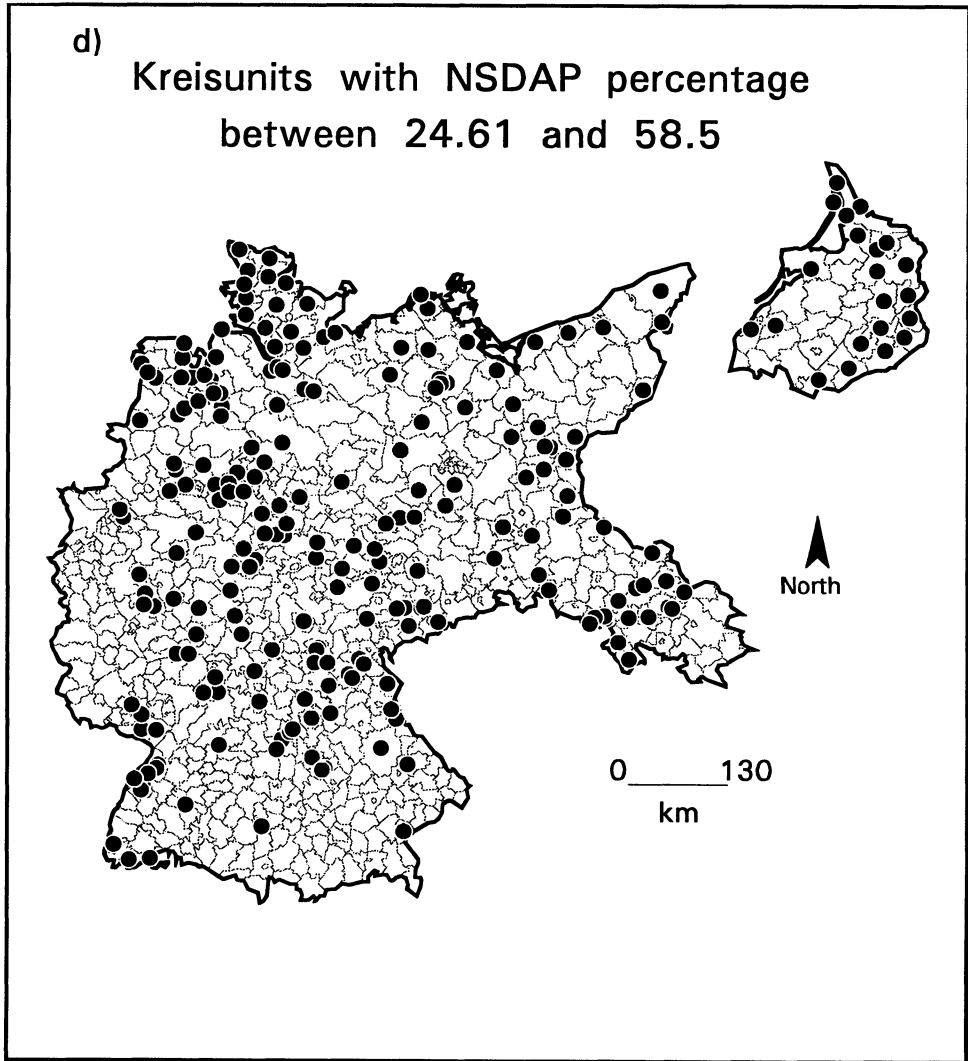 d)
Kreisunits with NSDAP percentage
between 24.61 and 58.5
North
0 130
km